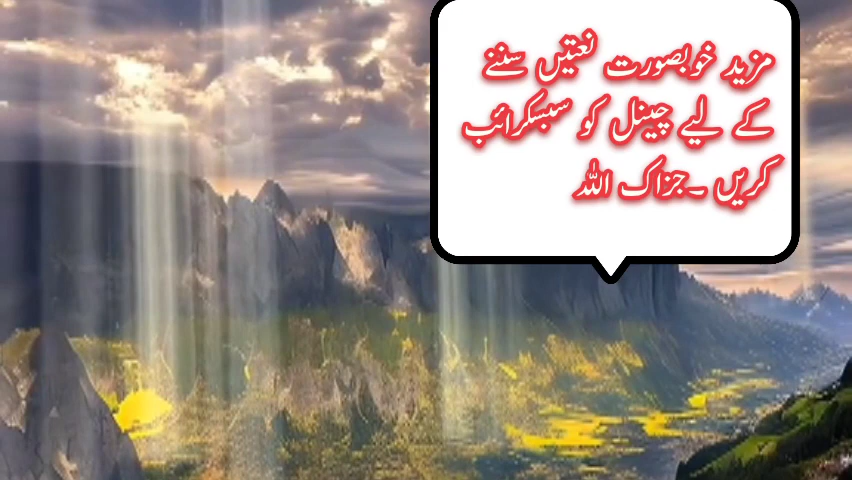 مزید خوبصورت نعتیں سننے
کے لیے چینل کو سبسکرائب
کریں ۔جزاک اللہ